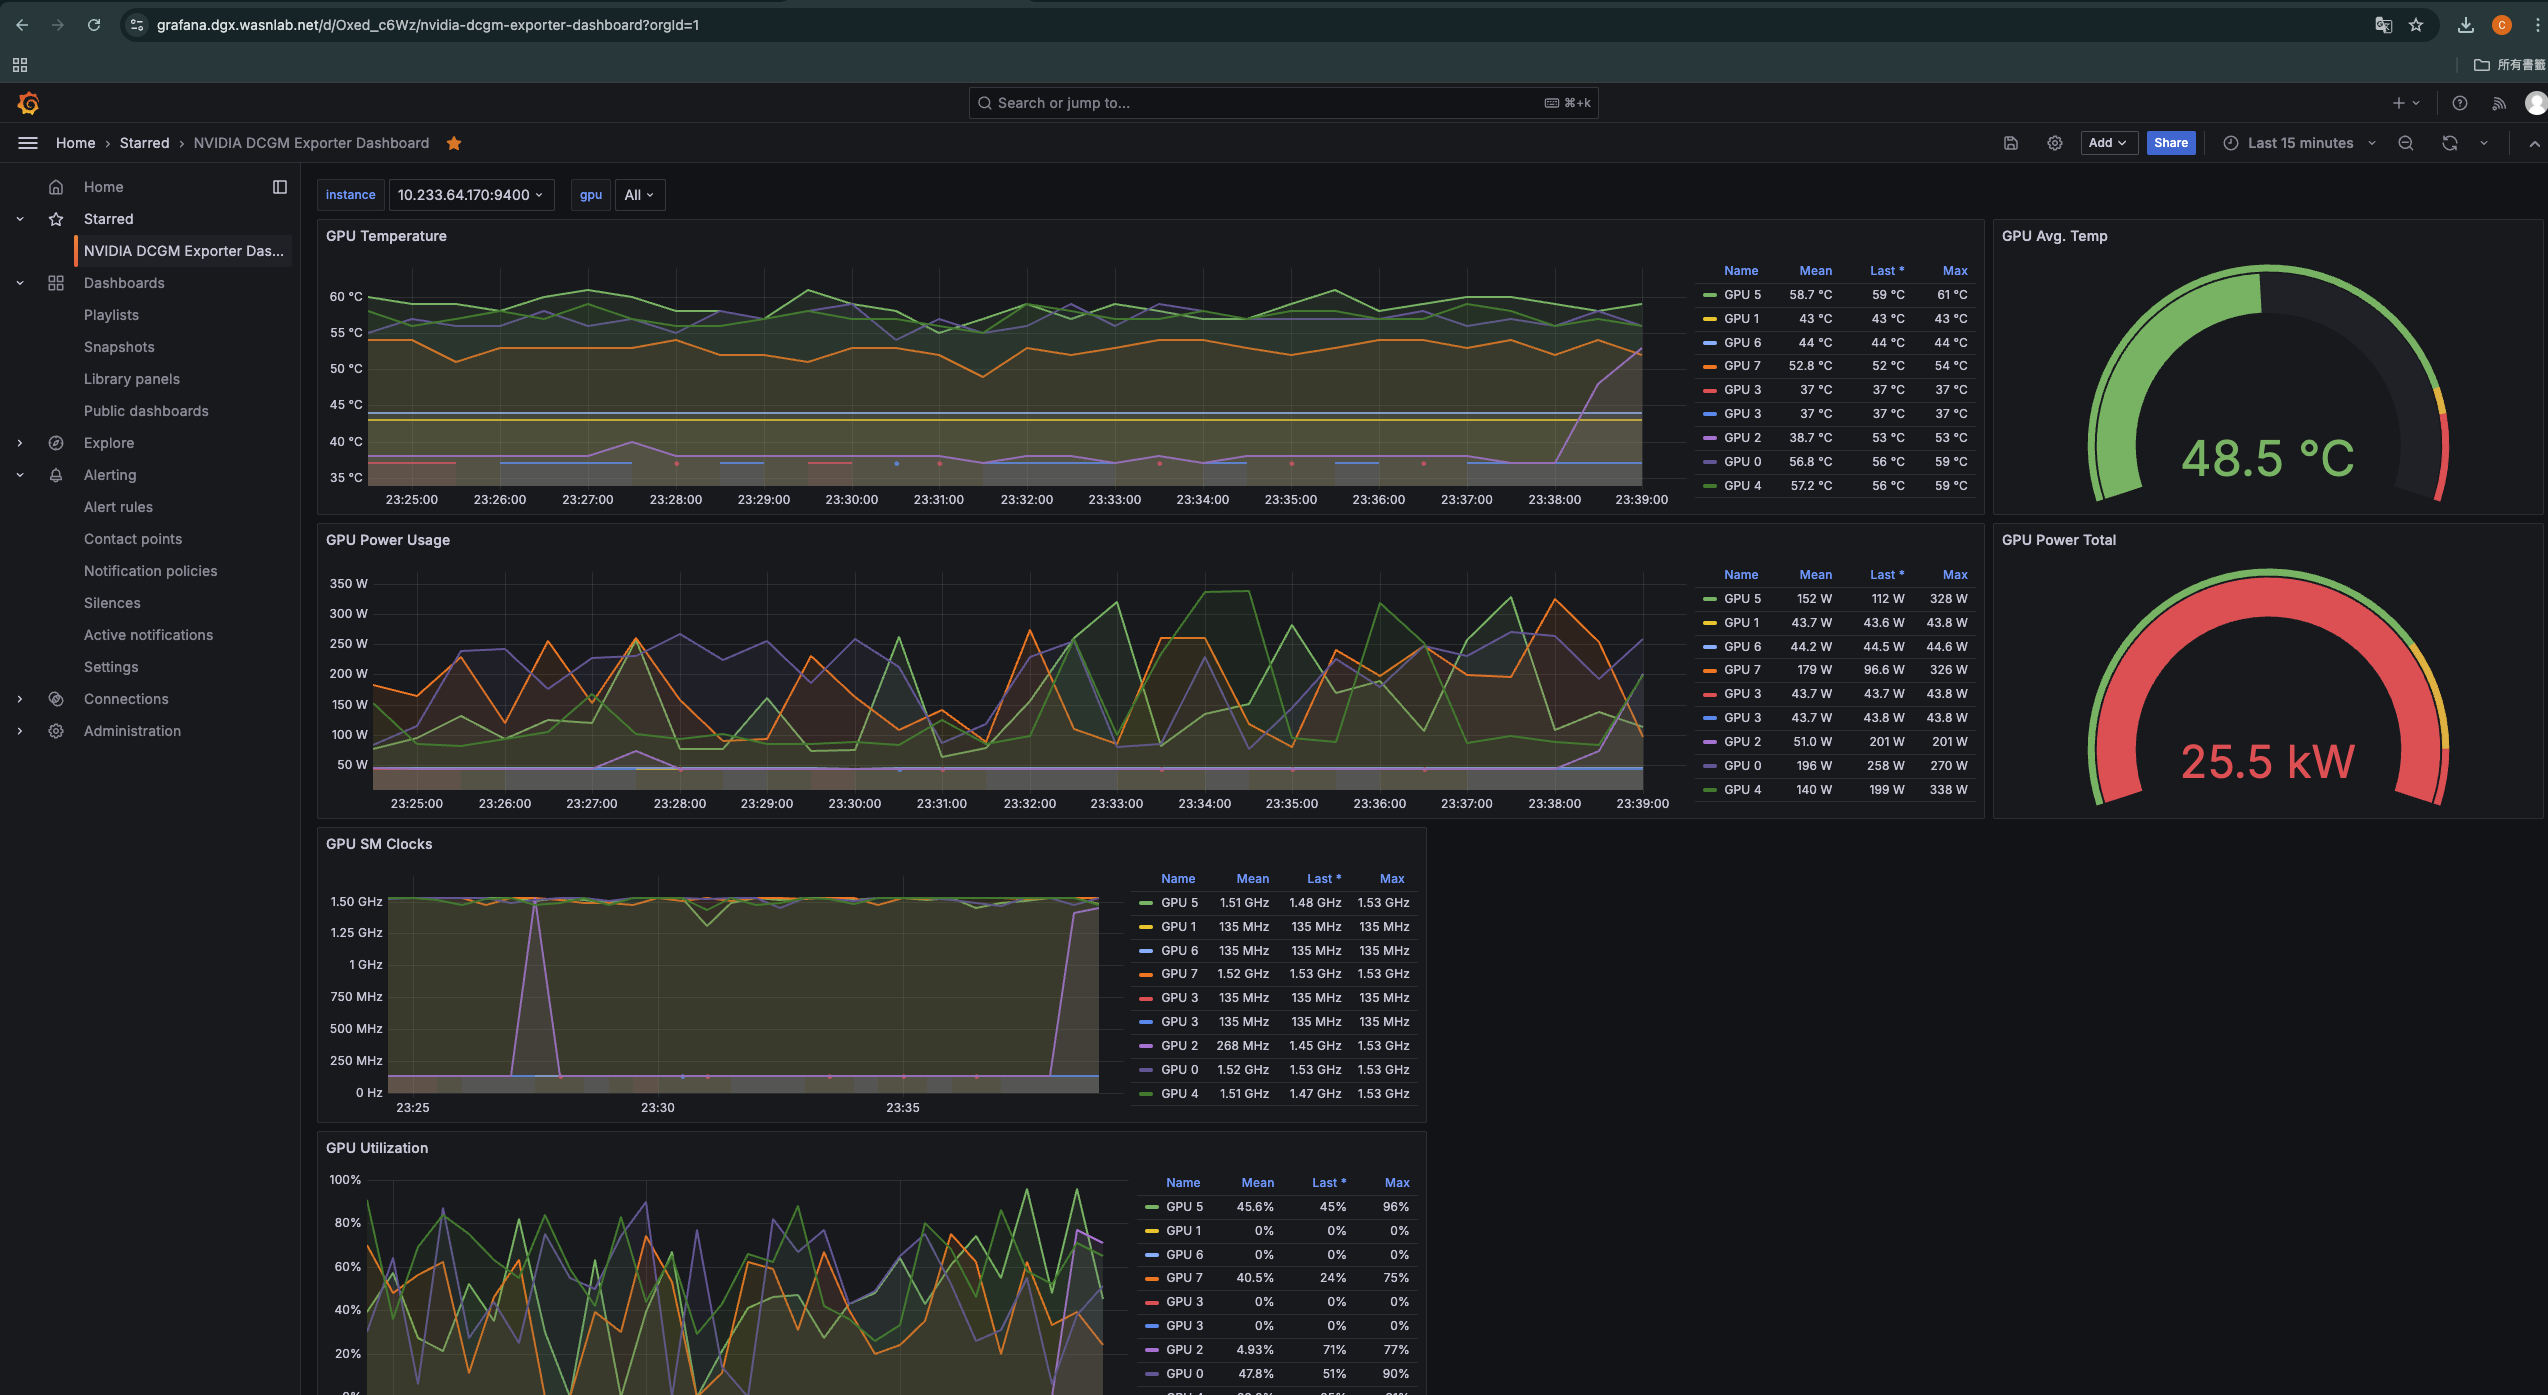 grafana.dgx.wasnlab.net/d/Oxed_c6Wz/nvidia-dcgm-exporter-dashboard?orgId=1
C
所有書籤
Search or jump to...
⌘+k
Home › Starred › NVIDIA DCGM Exporter Dashboard
Add
Share
Last 15 minutes
Home
Starred
NVIDIA DCGM Exporter Das...
Dashboards
Playlists
Snapshots
Library panels
Public dashboards
Explore
Alerting
Alert rules
Contact points
Notification policies
Silences
Active notifications
Settings
Connections
Administration
instance 10.233.64.170:9400 gpu All
GPU Temperature
60 °C
55 °C
50 °C
45 °C
40 °C
35 °C
23:25:00 23:26:00 23:27:00 23:28:00 23:29:00 23:30:00 23:31:00 23:32:00 23:33:00 23:34:00 23:35:00 23:36:00 23:37:00 23:38:00 23:39:00
Name Mean Last * Max
GPU 5 58.7 °C 59 °C 61 °C
GPU 1 43 °C 43 °C 43 °C
GPU 6 44 °C 44 °C 44 °C
GPU 7 52.8 °C 52 °C 54 °C
GPU 3 37 °C 37 °C 37 °C
GPU 3 37 °C 37 °C 37 °C
GPU 2 38.7 °C 53 °C 53 °C
GPU 0 56.8 °C 56 °C 59 °C
GPU 4 57.2 °C 56 °C 59 °C
GPU Avg. Temp
48.5 °C
GPU Power Usage
350 W
300 W
250 W
200 W
150 W
100 W
50 W
23:25:00 23:26:00 23:27:00 23:28:00 23:29:00 23:30:00 23:31:00 23:32:00 23:33:00 23:34:00 23:35:00 23:36:00 23:37:00 23:38:00 23:39:00
Name Mean Last * Max
GPU 5 152 W 112 W 328 W
GPU 1 43.7 W 43.6 W 43.8 W
GPU 6 44.2 W 44.5 W 44.6 W
GPU 7 179 W 96.6 W 326 W
GPU 3 43.7 W 43.7 W 43.8 W
GPU 3 43.7 W 43.8 W 43.8 W
GPU 2 51.0 W 201 W 201 W
GPU 0 196 W 258 W 270 W
GPU 4 140 W 199 W 338 W
GPU Power Total
25.5 kW
GPU SM Clocks
1.50 GHz
1.25 GHz
1 GHz
750 MHz
500 MHz
250 MHz
0 Hz
23:25 23:30 23:35
Name Mean Last * Max
GPU 5 1.51 GHz 1.48 GHz 1.53 GHz
GPU 1 135 MHz 135 MHz 135 MHz
GPU 6 135 MHz 135 MHz 135 MHz
GPU 7 1.52 GHz 1.53 GHz 1.53 GHz
GPU 3 135 MHz 135 MHz 135 MHz
GPU 3 135 MHz 135 MHz 135 MHz
GPU 2 268 MHz 1.45 GHz 1.53 GHz
GPU 0 1.52 GHz 1.53 GHz 1.53 GHz
GPU 4 1.51 GHz 1.47 GHz 1.53 GHz
GPU Utilization
100%
80%
60%
40%
20%
Name Mean Last * Max
GPU 5 45.6% 45% 96%
GPU 1 0% 0% 0%
GPU 6 0% 0% 0%
GPU 7 40.5% 24% 75%
GPU 3 0% 0% 0%
GPU 3 0% 0% 0%
GPU 2 4.93% 71% 77%
GPU 0 47.8% 51% 90%